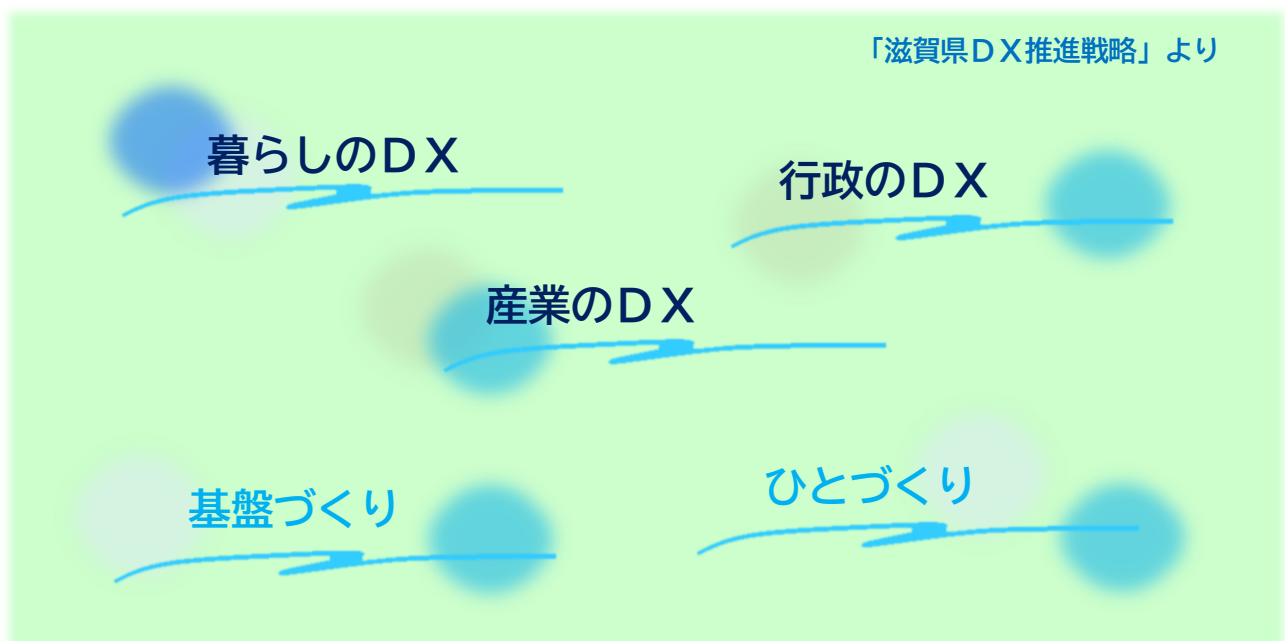 「滋賀県ＤＸ推進戦略」より
暮らしのＤＸ
行政のＤＸ
産業のＤＸ
基盤づくり
ひとづくり